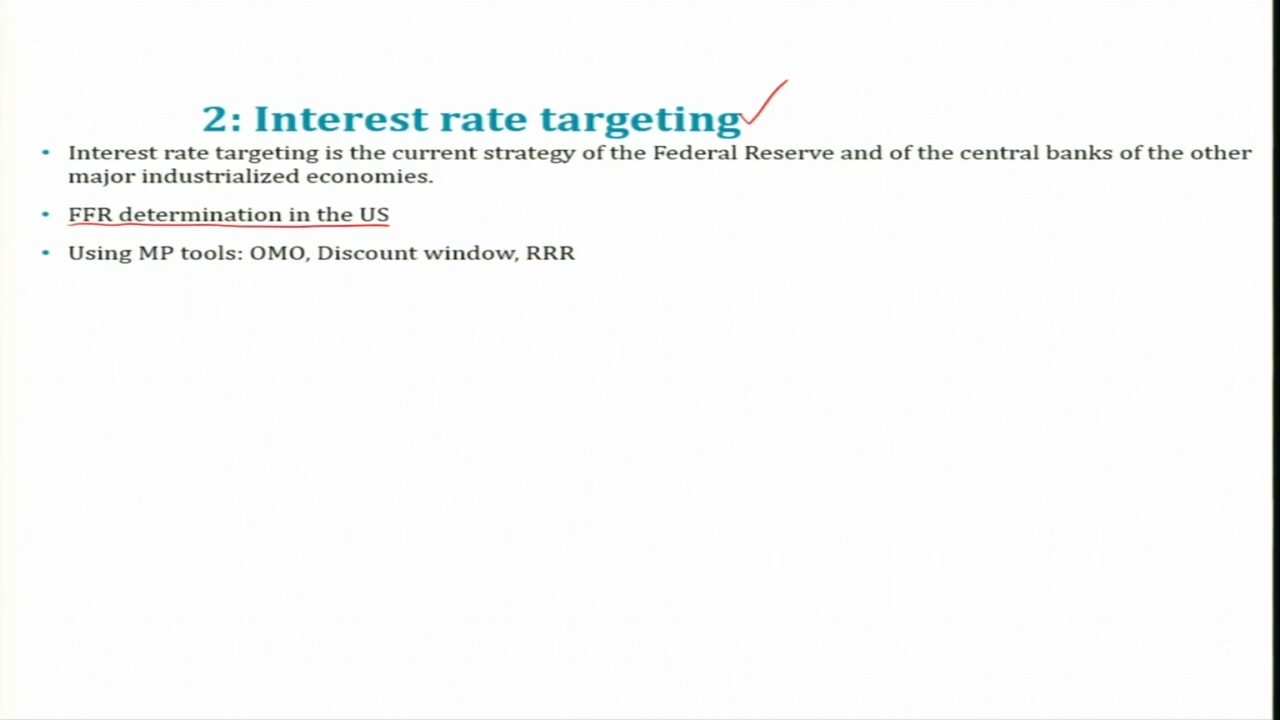 2: Interest rate targeting
• Interest rate targeting is the current strategy of the Federal Reserve and of the central banks of the other
major industrialized economies.
• FFR determination in the US
• Using MP tools: OMO, Discount window, RRR